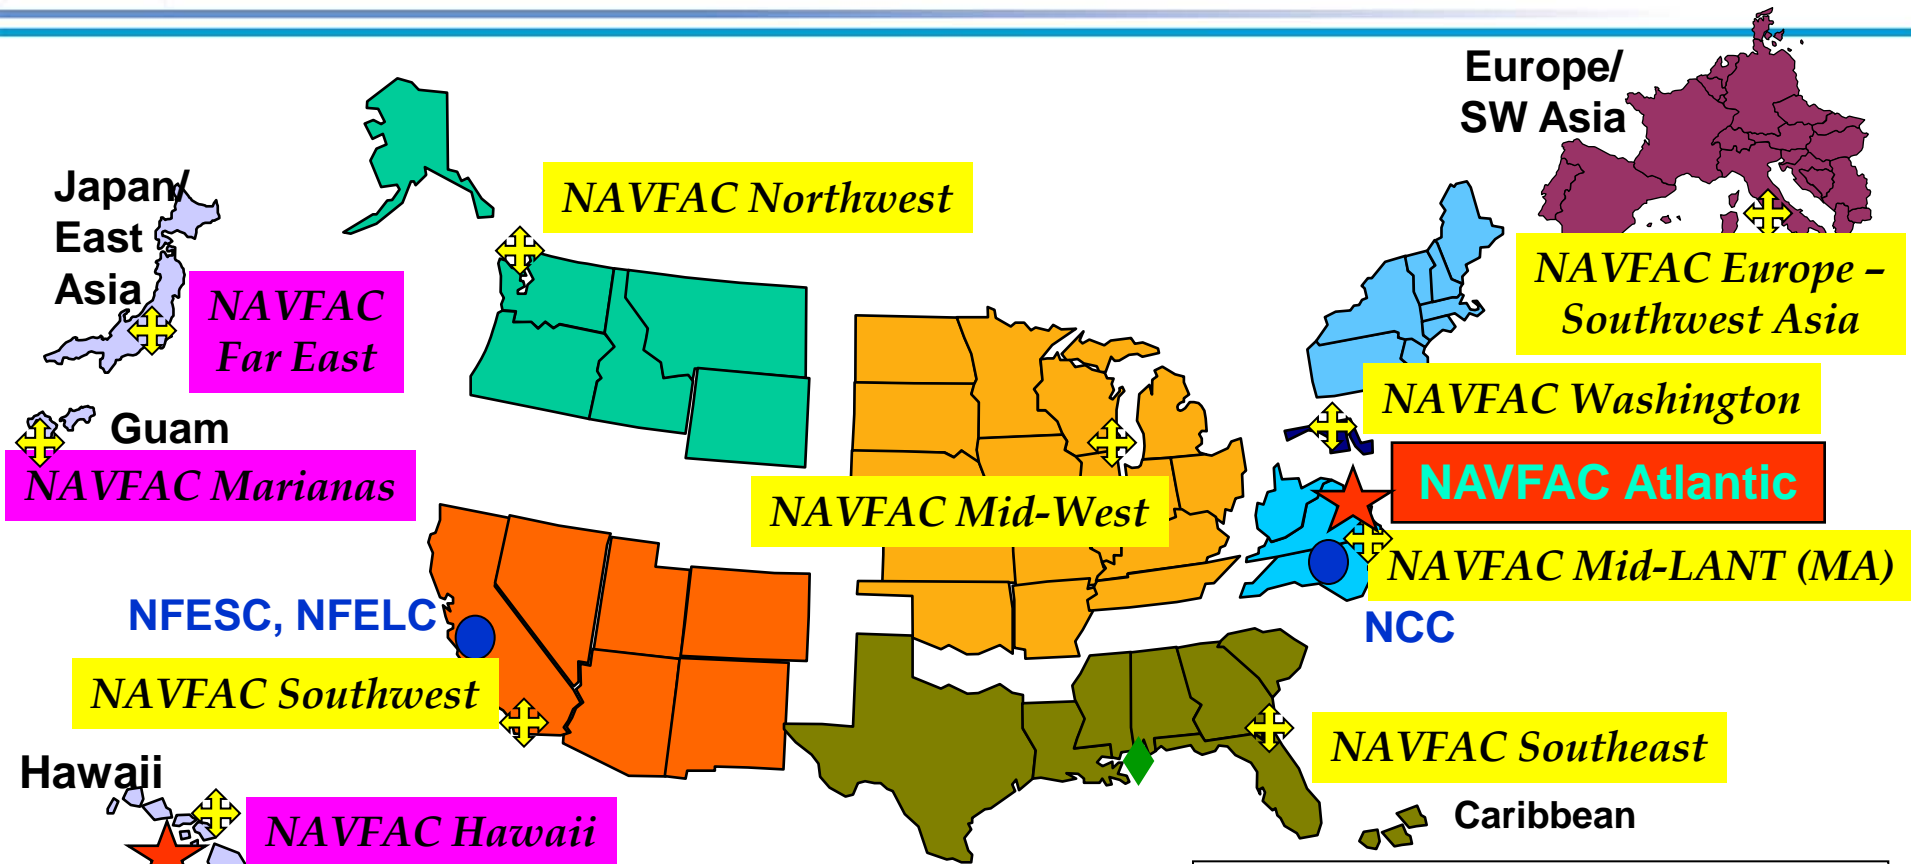 Europe/
SW Asia
Japan/
East
Asia
NAVFAC Northwest
NAVFAC
Far East
NAVFAC Europe –
Southwest Asia
NAVFAC Washington
Guam
NAVFAC Marianas
NAVFAC Mid-West
NAVFAC Atlantic
NAVFAC Mid-LANT (MA)
NFESC, NFELC
NCC
NAVFAC Southwest
NAVFAC Southeast
Hawaii
NAVFAC Hawaii
Caribbean